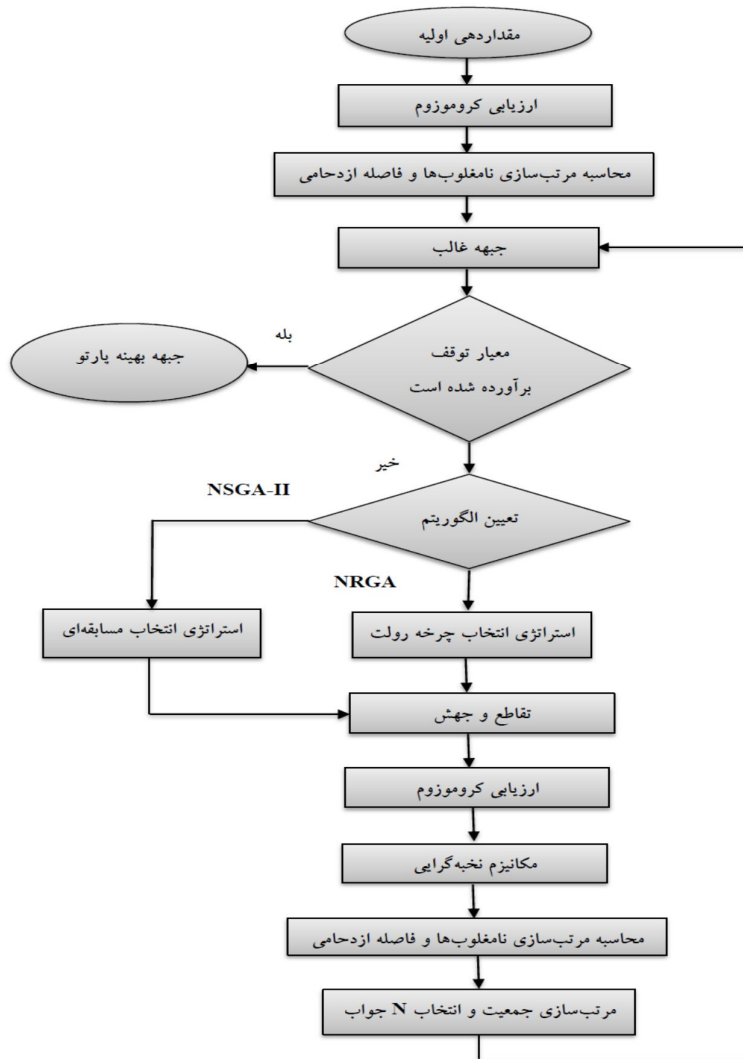 مقداردهی اولیه
ارزیابی کروموزوم
محاسبه مرتب‌سازی نامغلوب‌ها و فاصله ازدحامی
جبهه غالب
معیار توقف
برآورده شده است
بله
جبهه بهینه پارتو
خیر
تعیین الگوریتم
NSGA-II
NRGA
استراتژی انتخاب چرخه رولت
استراتژی انتخاب مسابقه‌ای
تقاطع و جهش
ارزیابی کروموزوم
مکانیزم نخبه‌گرایی
محاسبه مرتب‌سازی نامغلوب‌ها و فاصله ازدحامی
مرتب‌سازی جمعیت و انتخاب N جواب